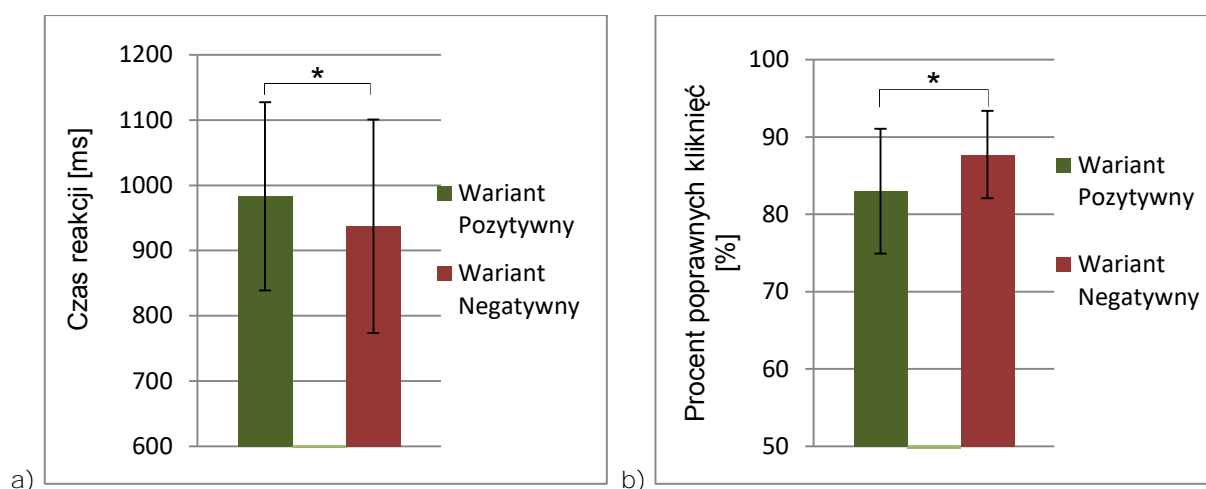 1200
1100
1000
900
800
700
600
Czas reakcji [ms]
*
Wariant
Pozytywny
Wariant
Negatywny
a)
100
90
80
70
60
50
Procent poprawnych kliknięć
[%]
*
Wariant
Pozytywny
Wariant
Negatywny
b)